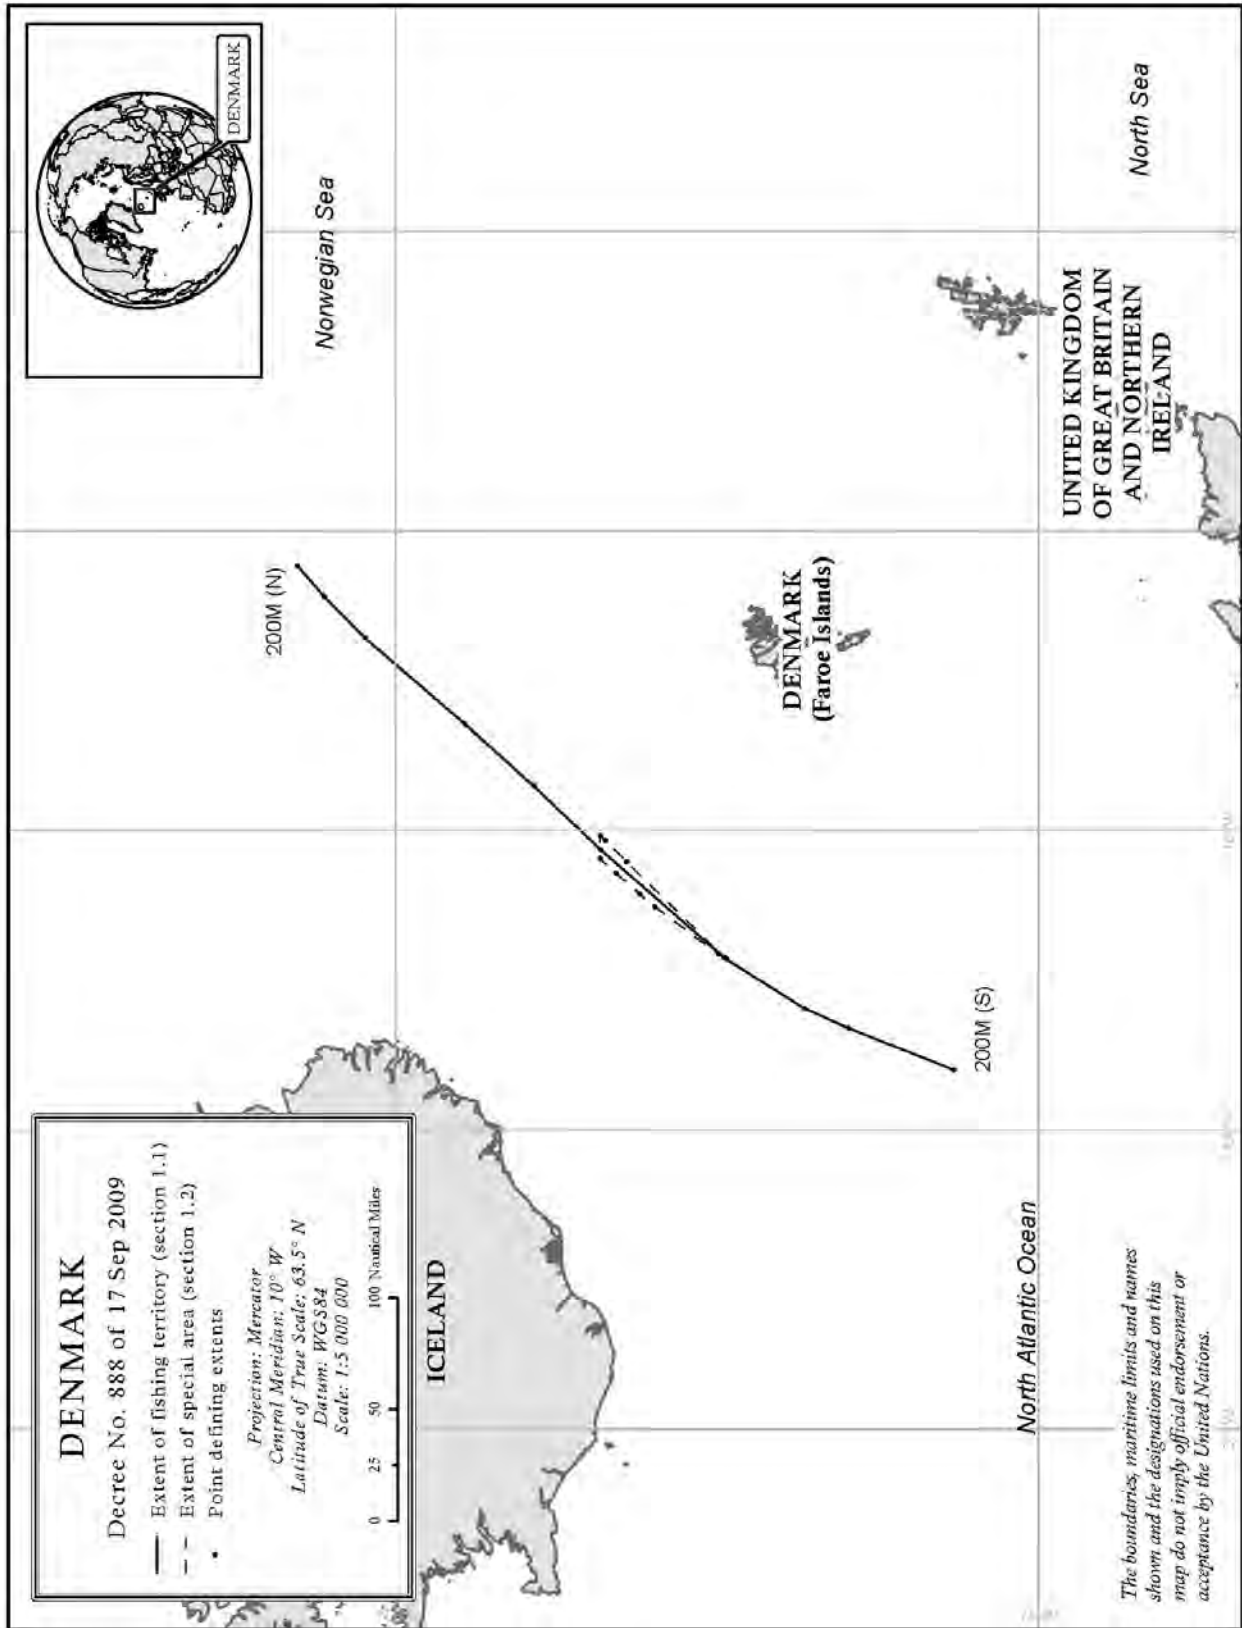 DENMARK
Decree No. 888 of 17 Sep 2009
Extent of fishing territory (section 1.1)
Extent of special area (section 1.2)
Point defining extents
Projection: Mercator
Central Meridian: 10° W
Latitude of True Scale: 63.5° N
Datum: WGS84
Scale: 1:5 000 000
0 25 50 100 Nautical Miles
ICELAND
DENMARK
Norwegian Sea
200M (N)
DENMARK
(Faroe Islands)
200M (S)
North Sea
UNITED KINGDOM
OF GREAT BRITAIN
AND NORTHERN
IRELAND
North Atlantic Ocean
The boundaries, maritime limits and names
shown and the designations used on this
map do not imply official endorsement or
acceptance by the United Nations.